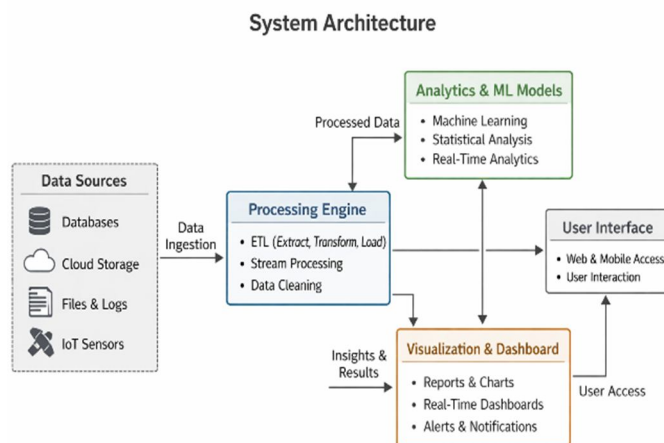 System Architecture
Analytics & ML Models
• Machine Learning
• Statistical Analysis
• Real-Time Analytics
Processed Data
Data Sources
Databases
Cloud Storage
Files & Logs
IoT Sensors
Data
Ingestion
Processing Engine
• ETL (Extract, Transform, Load)
• Stream Processing
• Data Cleaning
User Interface
• Web & Mobile Access
• User Interaction
Insights &
Results
Visualization & Dashboard
• Reports & Charts
• Real-Time Dashboards
• Alerts & Notifications
User Access